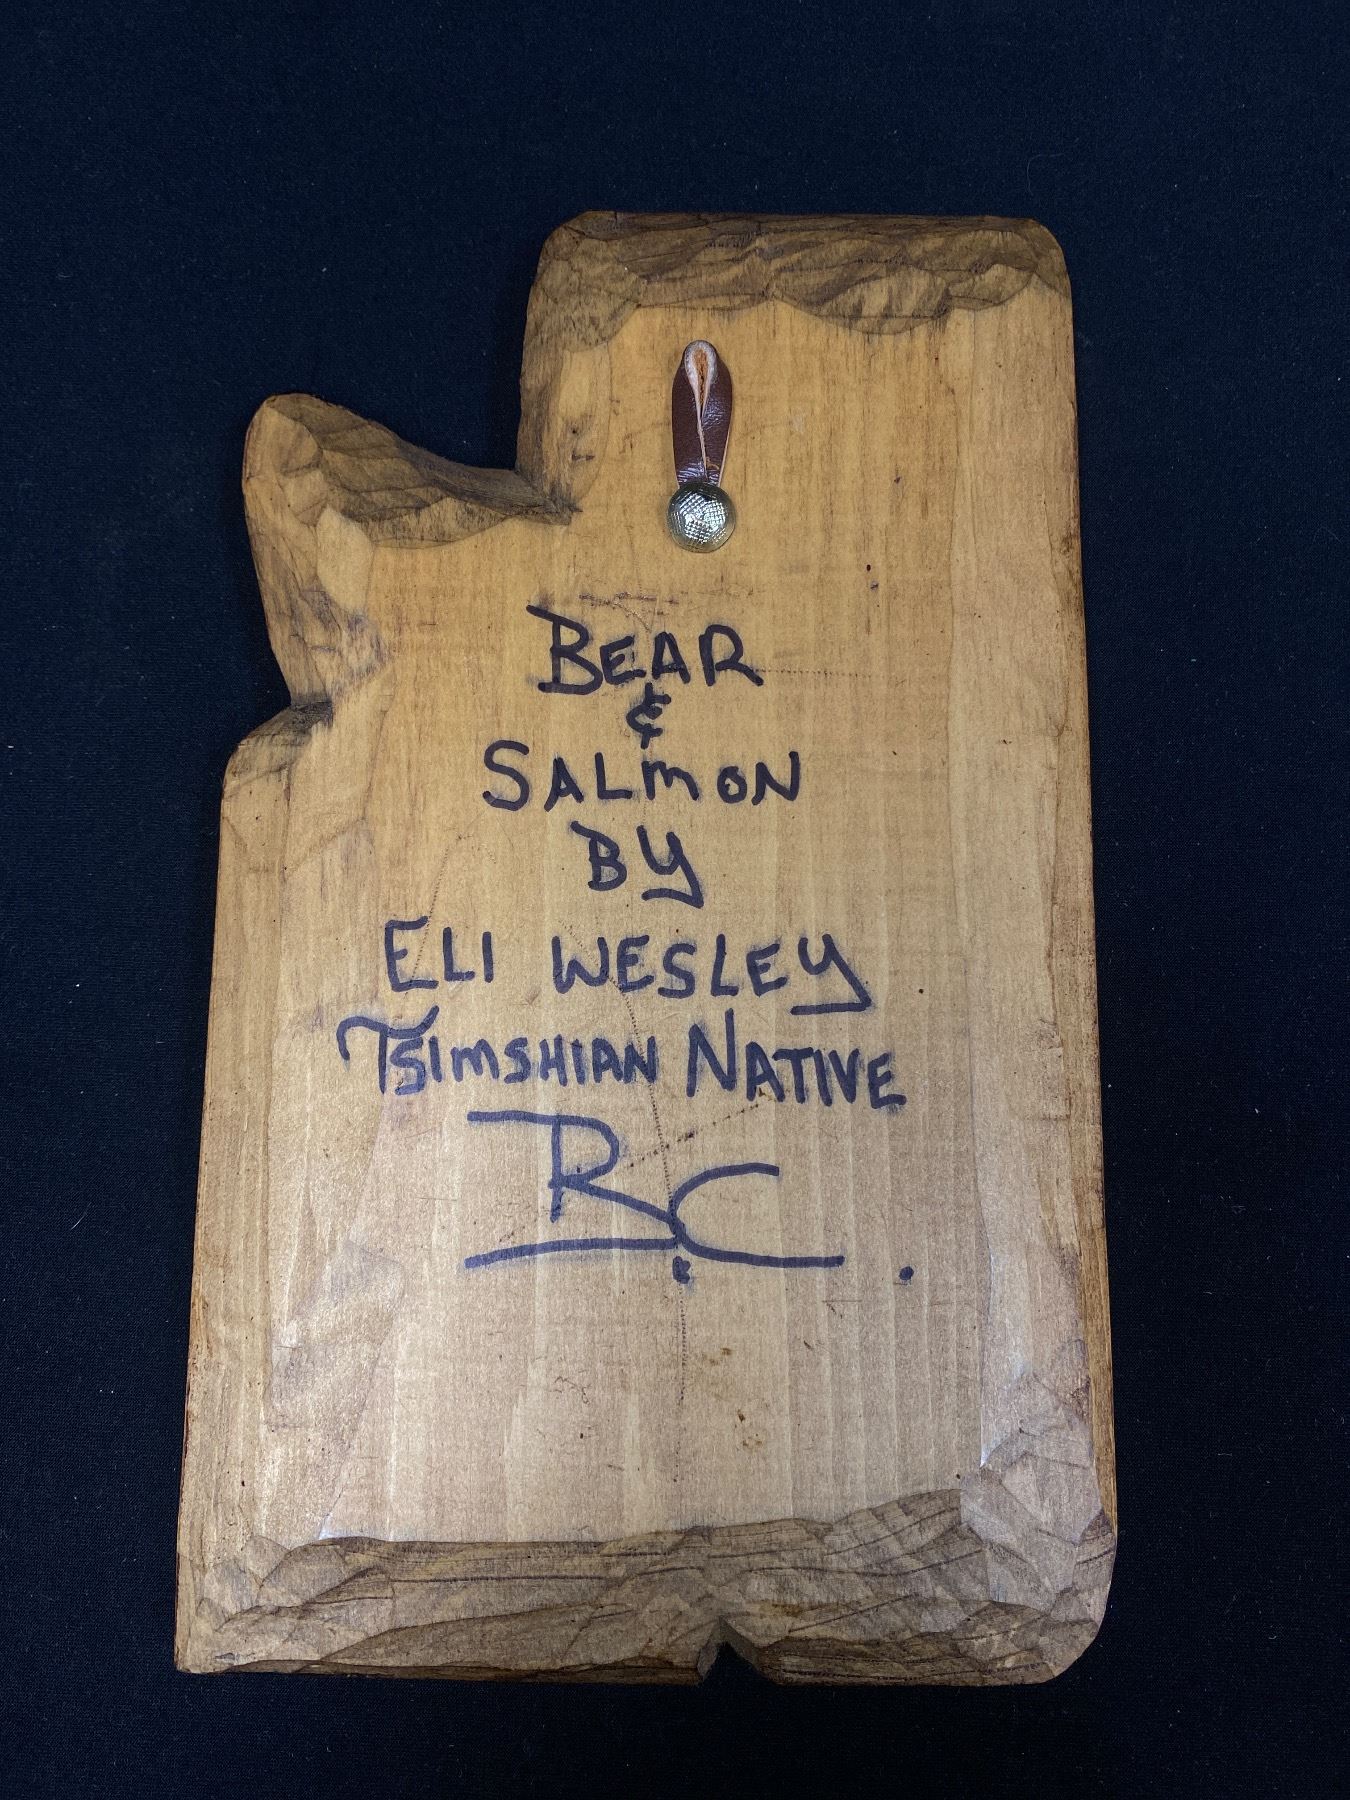 BEAR
&
SALMON
BY
ELI WESLEY
TSIMSHIAN NATIVE
B.C.